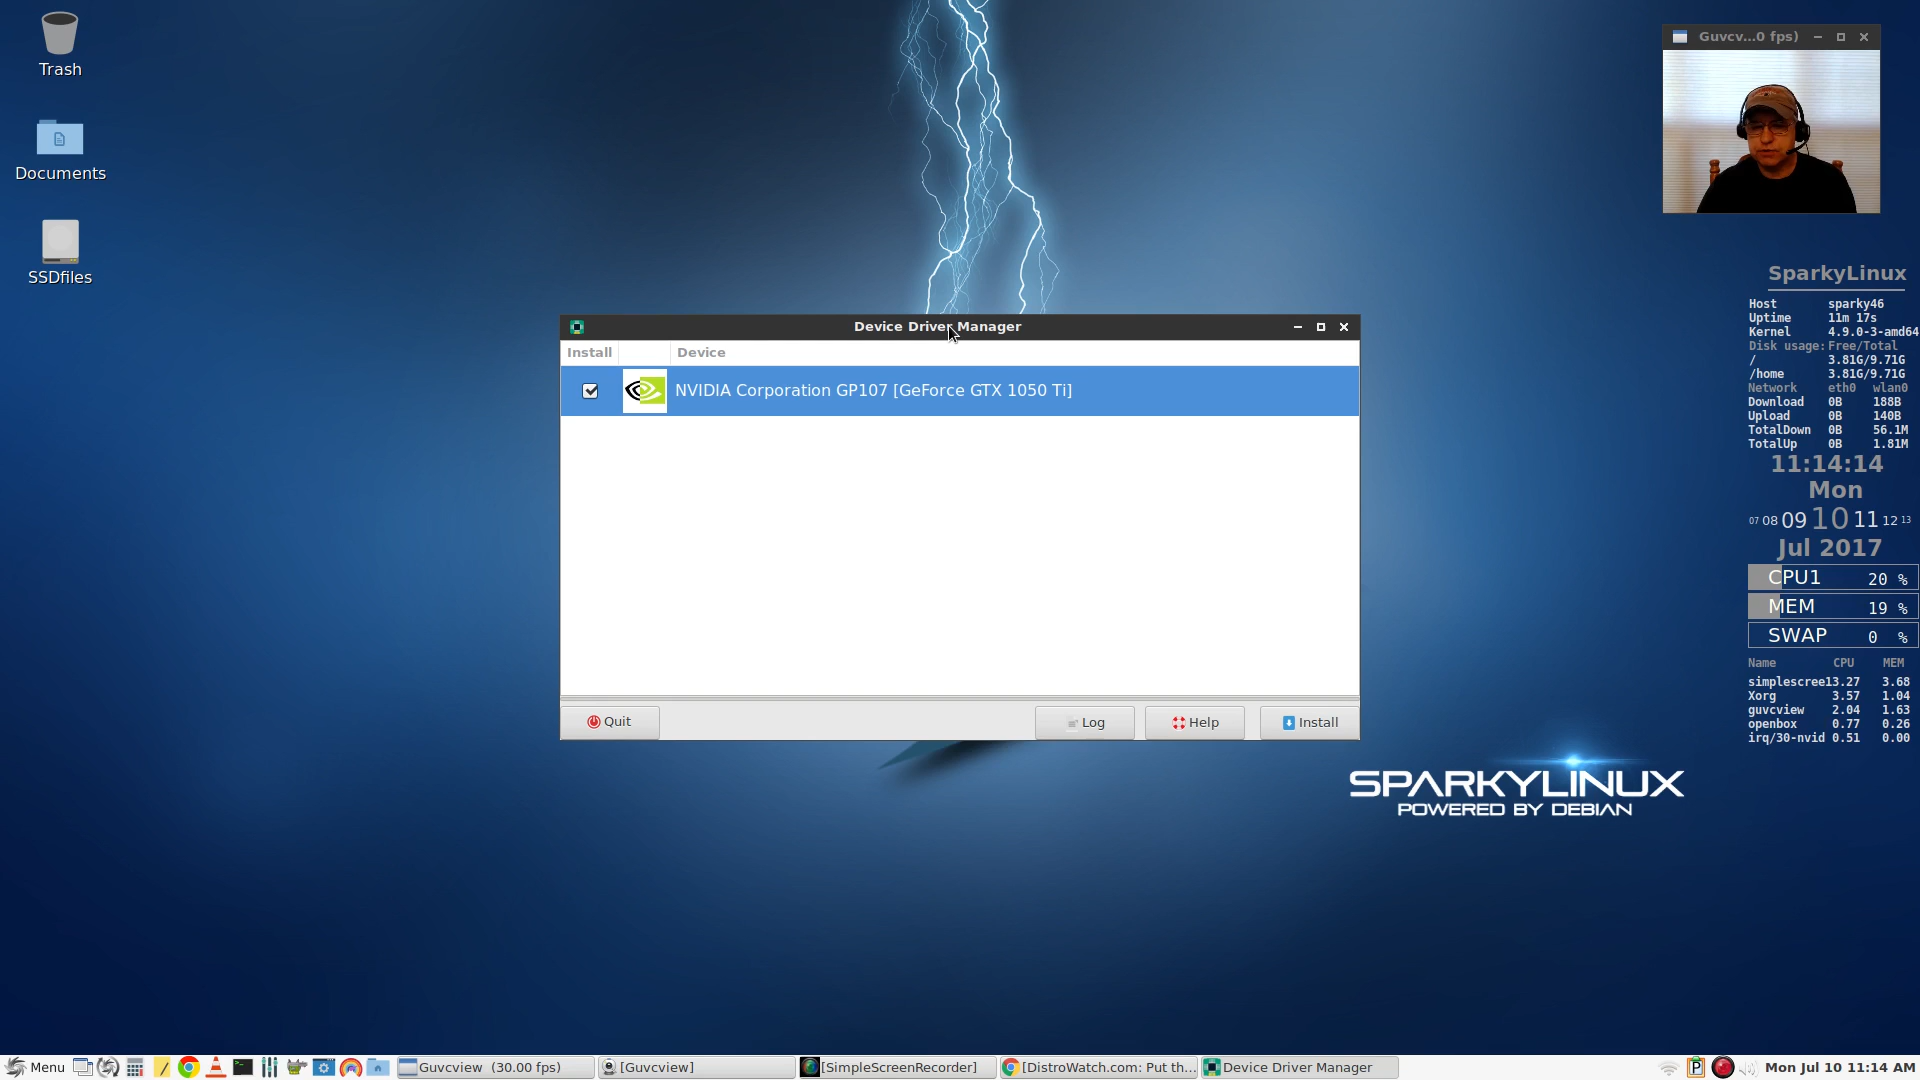 Trash
Documents
SSDfiles
Guvcv...0 fps)
Device Driver Manager
Install Device
NVIDIA Corporation GP107 [GeForce GTX 1050 Ti]
Quit Log Help Install
SparkyLinux
Host sparky46
Uptime 11m 17s
Kernel 4.9.0-3-amd64
Disk usage: Free/Total
/ 3.81G/9.71G
/home 3.81G/9.71G
Network eth0 wlan0
Download 0B 188B
Upload 0B 140B
TotalDown 0B 56.1M
TotalUp 0B 1.81M
11:14:14
Mon
07 08 09 10 11 12 13
Jul 2017
CPU1 20 %
MEM 19 %
SWAP 0 %
Name CPU MEM
simplescree13.27 3.68
Xorg 3.57 1.04
guvcview 2.04 1.63
openbox 0.77 0.26
irq/30-nvid 0.51 0.00
SPARKYLINUX
POWERED BY DEBIAN
Menu Guvcview (30.00 fps) [Guvcview] [SimpleScreenRecorder] [DistroWatch.com: Put th... Device Driver Manager Mon Jul 10 11:14 AM